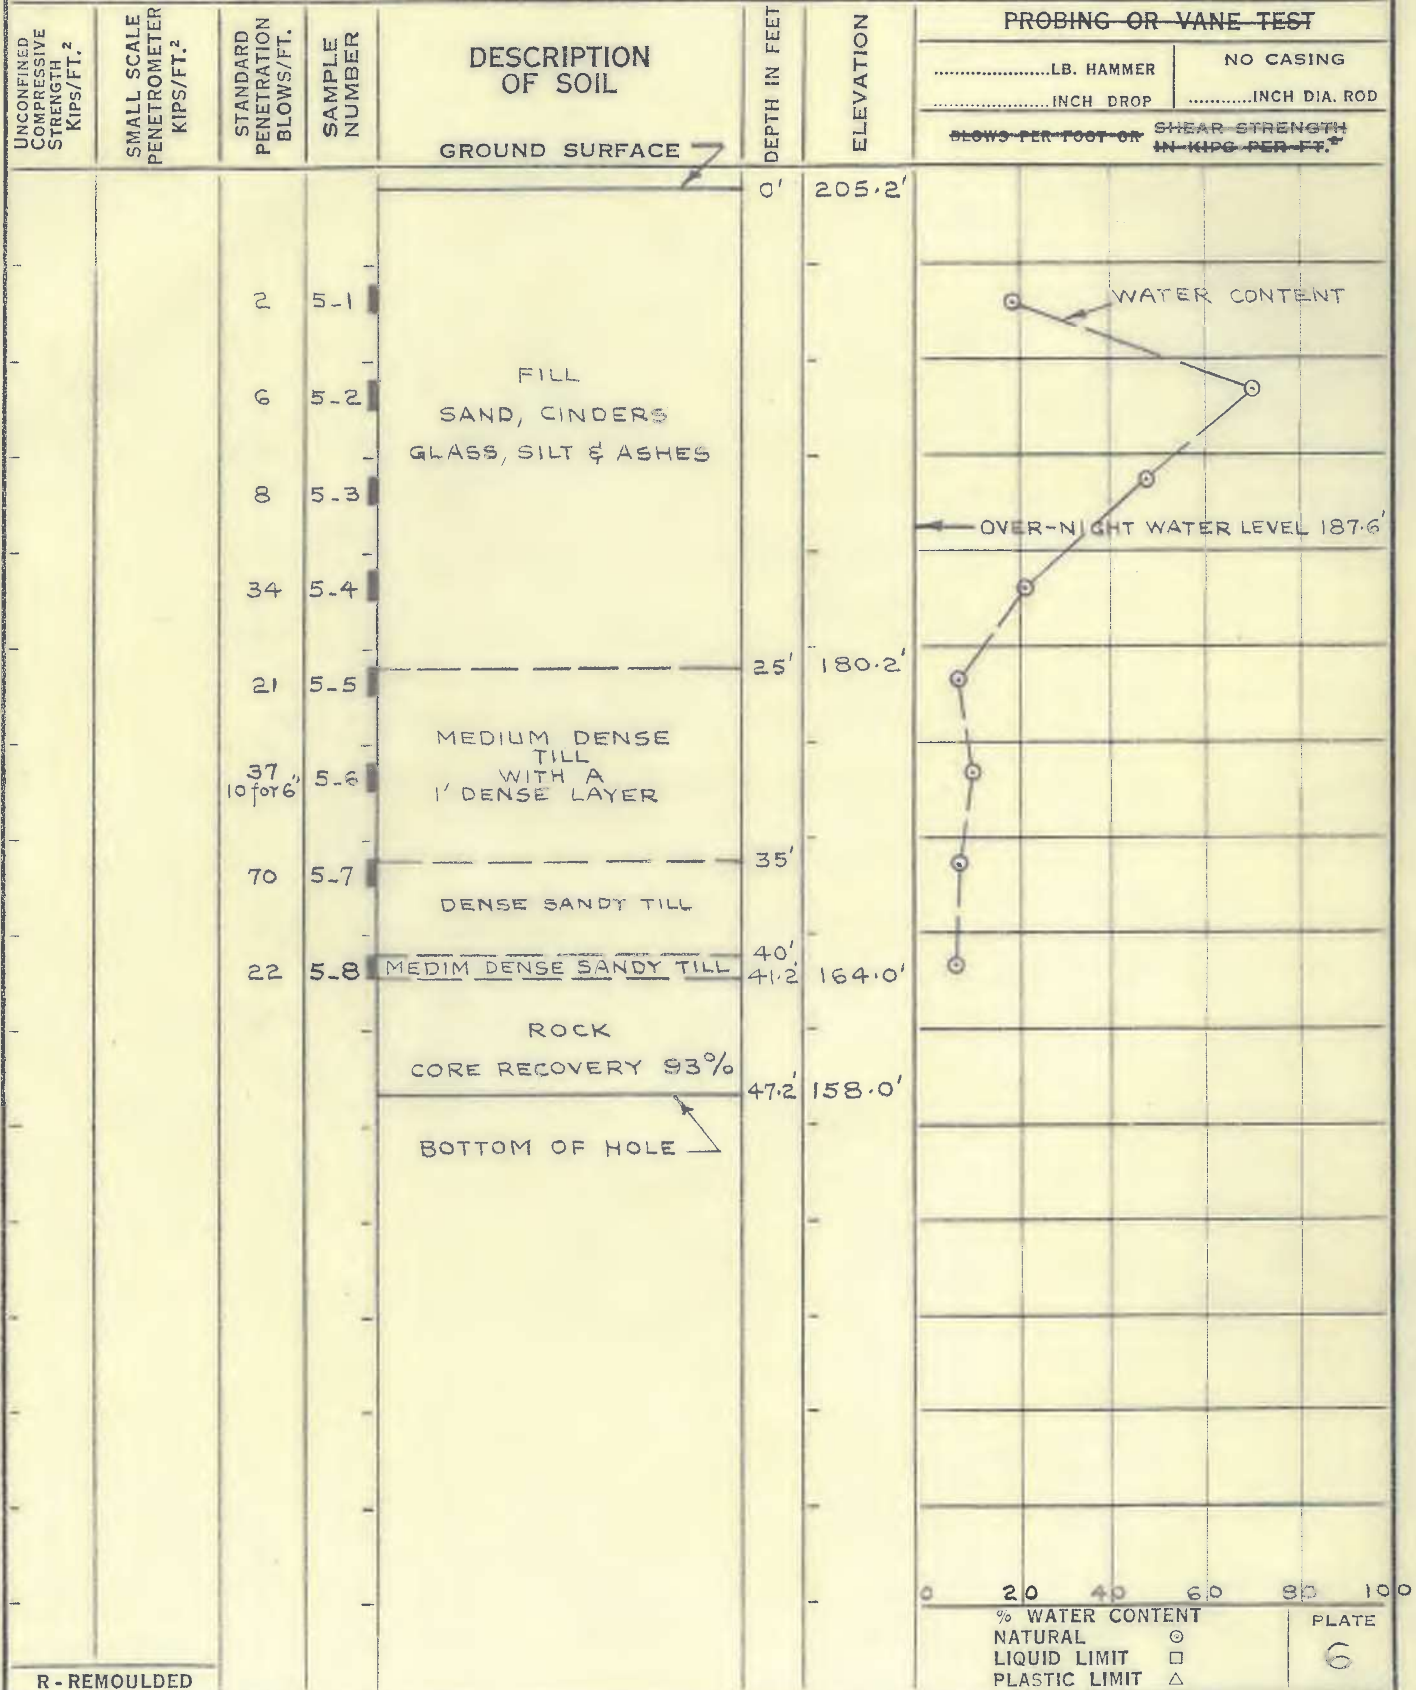 UNCONFINED
COMPRESSIVE
STRENGTH
KIPS/FT.²
SMALL SCALE
PENETROMETER
KIPS/FT.²
STANDARD
PENETRATION
BLOWS/FT.
SAMPLE
NUMBER
DESCRIPTION
OF SOIL
GROUND SURFACE
DEPTH IN FEET
ELEVATION
PROBING OR VANE TEST
....................LB. HAMMER
....................INCH DROP
NO CASING
...........INCH DIA. ROD
BLOWS PER FOOT OR SHEAR STRENGTH
IN KIPS PER FT.²
0' 205.2'
2 5-1
WATER CONTENT
FILL
6 5-2
SAND, CINDERS
GLASS, SILT & ASHES
8 5-3
OVER-NIGHT WATER LEVEL 187.6'
34 5-4
25' 180.2'
21 5-5
MEDIUM DENSE
TILL
WITH A
1' DENSE LAYER
37
10 for 6"
5-6
35'
70 5-7
DENSE SANDY TILL
40'
22 5-8 MEDIM DENSE SANDY TILL 41.2' 164.0'
ROCK
CORE RECOVERY 93%
47.2' 158.0'
BOTTOM OF HOLE
0 20 40 60 80 100
% WATER CONTENT
NATURAL ⊙
LIQUID LIMIT □
PLASTIC LIMIT △
PLATE
6
R - REMOULDED